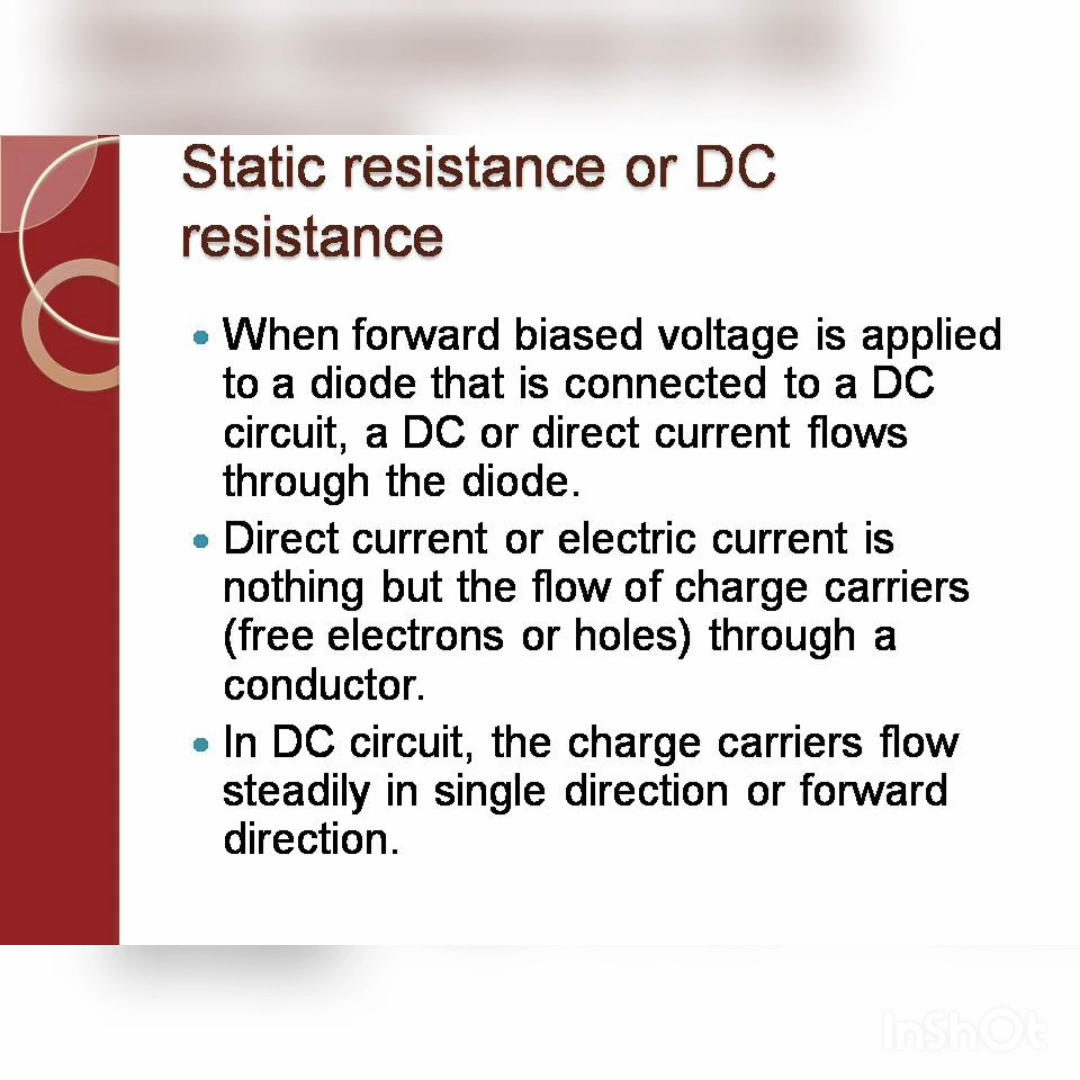 Static resistance or DC
resistance
• When forward biased voltage is applied
to a diode that is connected to a DC
circuit, a DC or direct current flows
through the diode.
• Direct current or electric current is
nothing but the flow of charge carriers
(free electrons or holes) through a
conductor.
• In DC circuit, the charge carriers flow
steadily in single direction or forward
direction.
InShOt